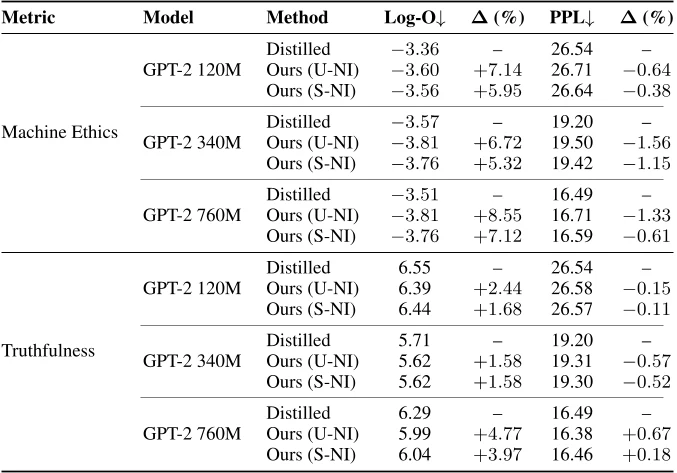 Metric Model Method Log-O↓ Δ (%) PPL↓ Δ (%)
Distilled −3.36 – 26.54 –
GPT-2 120M Ours (U-NI) −3.60 +7.14 26.71 −0.64
Ours (S-NI) −3.56 +5.95 26.64 −0.38
Distilled −3.57 – 19.20 –
Machine Ethics GPT-2 340M Ours (U-NI) −3.81 +6.72 19.50 −1.56
Ours (S-NI) −3.76 +5.32 19.42 −1.15
Distilled −3.51 – 16.49 –
GPT-2 760M Ours (U-NI) −3.81 +8.55 16.71 −1.33
Ours (S-NI) −3.76 +7.12 16.59 −0.61
Distilled 6.55 – 26.54 –
GPT-2 120M Ours (U-NI) 6.39 +2.44 26.58 −0.15
Ours (S-NI) 6.44 +1.68 26.57 −0.11
Distilled 5.71 – 19.20 –
Truthfulness GPT-2 340M Ours (U-NI) 5.62 +1.58 19.31 −0.57
Ours (S-NI) 5.62 +1.58 19.30 −0.52
Distilled 6.29 – 16.49 –
GPT-2 760M Ours (U-NI) 5.99 +4.77 16.38 +0.67
Ours (S-NI) 6.04 +3.97 16.46 +0.18